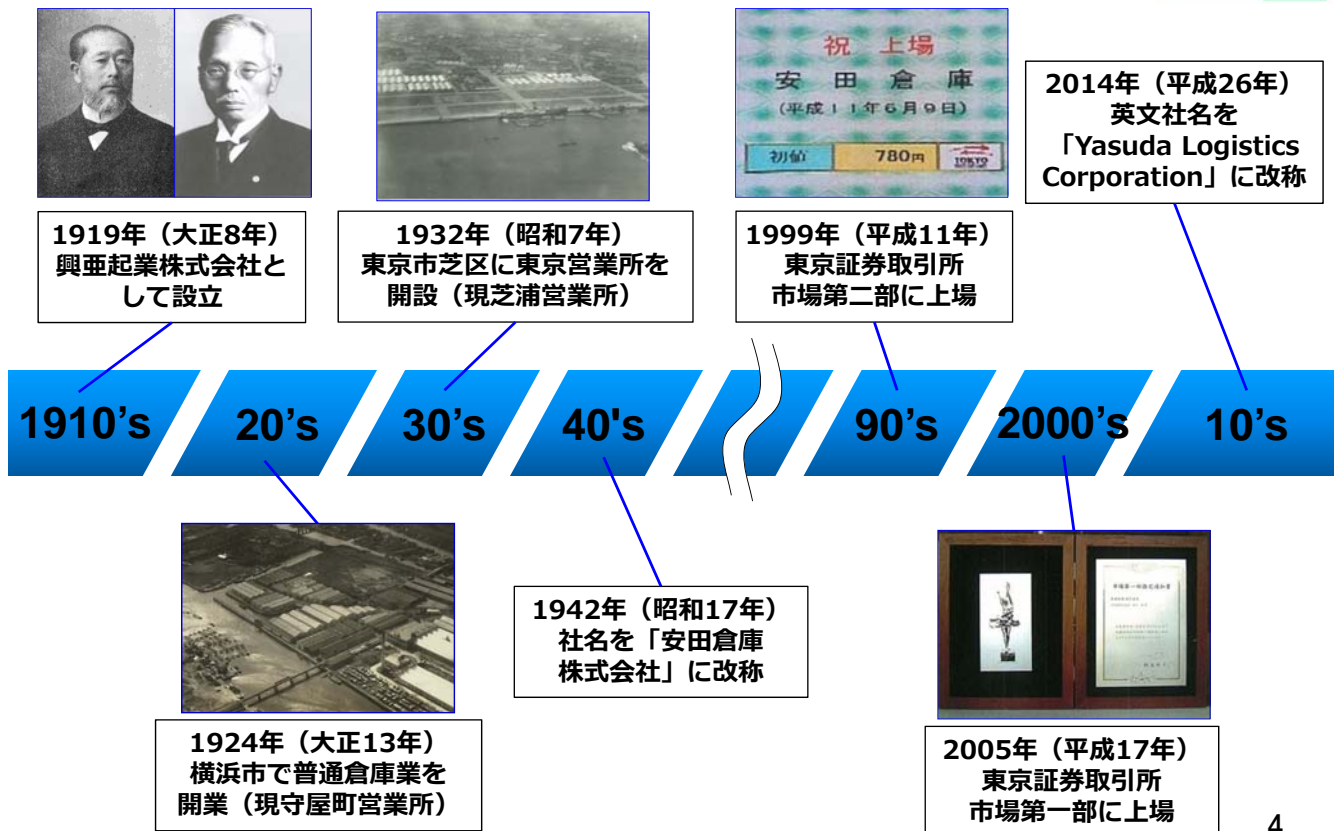 祝 上場
安田倉庫
(平成11年6月9日)
初値 780円
2014年（平成26年）
英文社名を
「Yasuda Logistics
Corporation」に改称
1919年（大正8年）
興亜起業株式会社と
して設立
1932年（昭和7年）
東京市芝区に東京営業所を
開設（現芝浦営業所）
1999年（平成11年）
東京証券取引所
市場第二部に上場
1910’s 20’s 30’s 40's 90’s 2000’s 10’s
1924年（大正13年）
横浜市で普通倉庫業を
開業（現守屋町営業所）
1942年（昭和17年）
社名を「安田倉庫
株式会社」に改称
2005年（平成17年）
東京証券取引所
市場第一部に上場
4